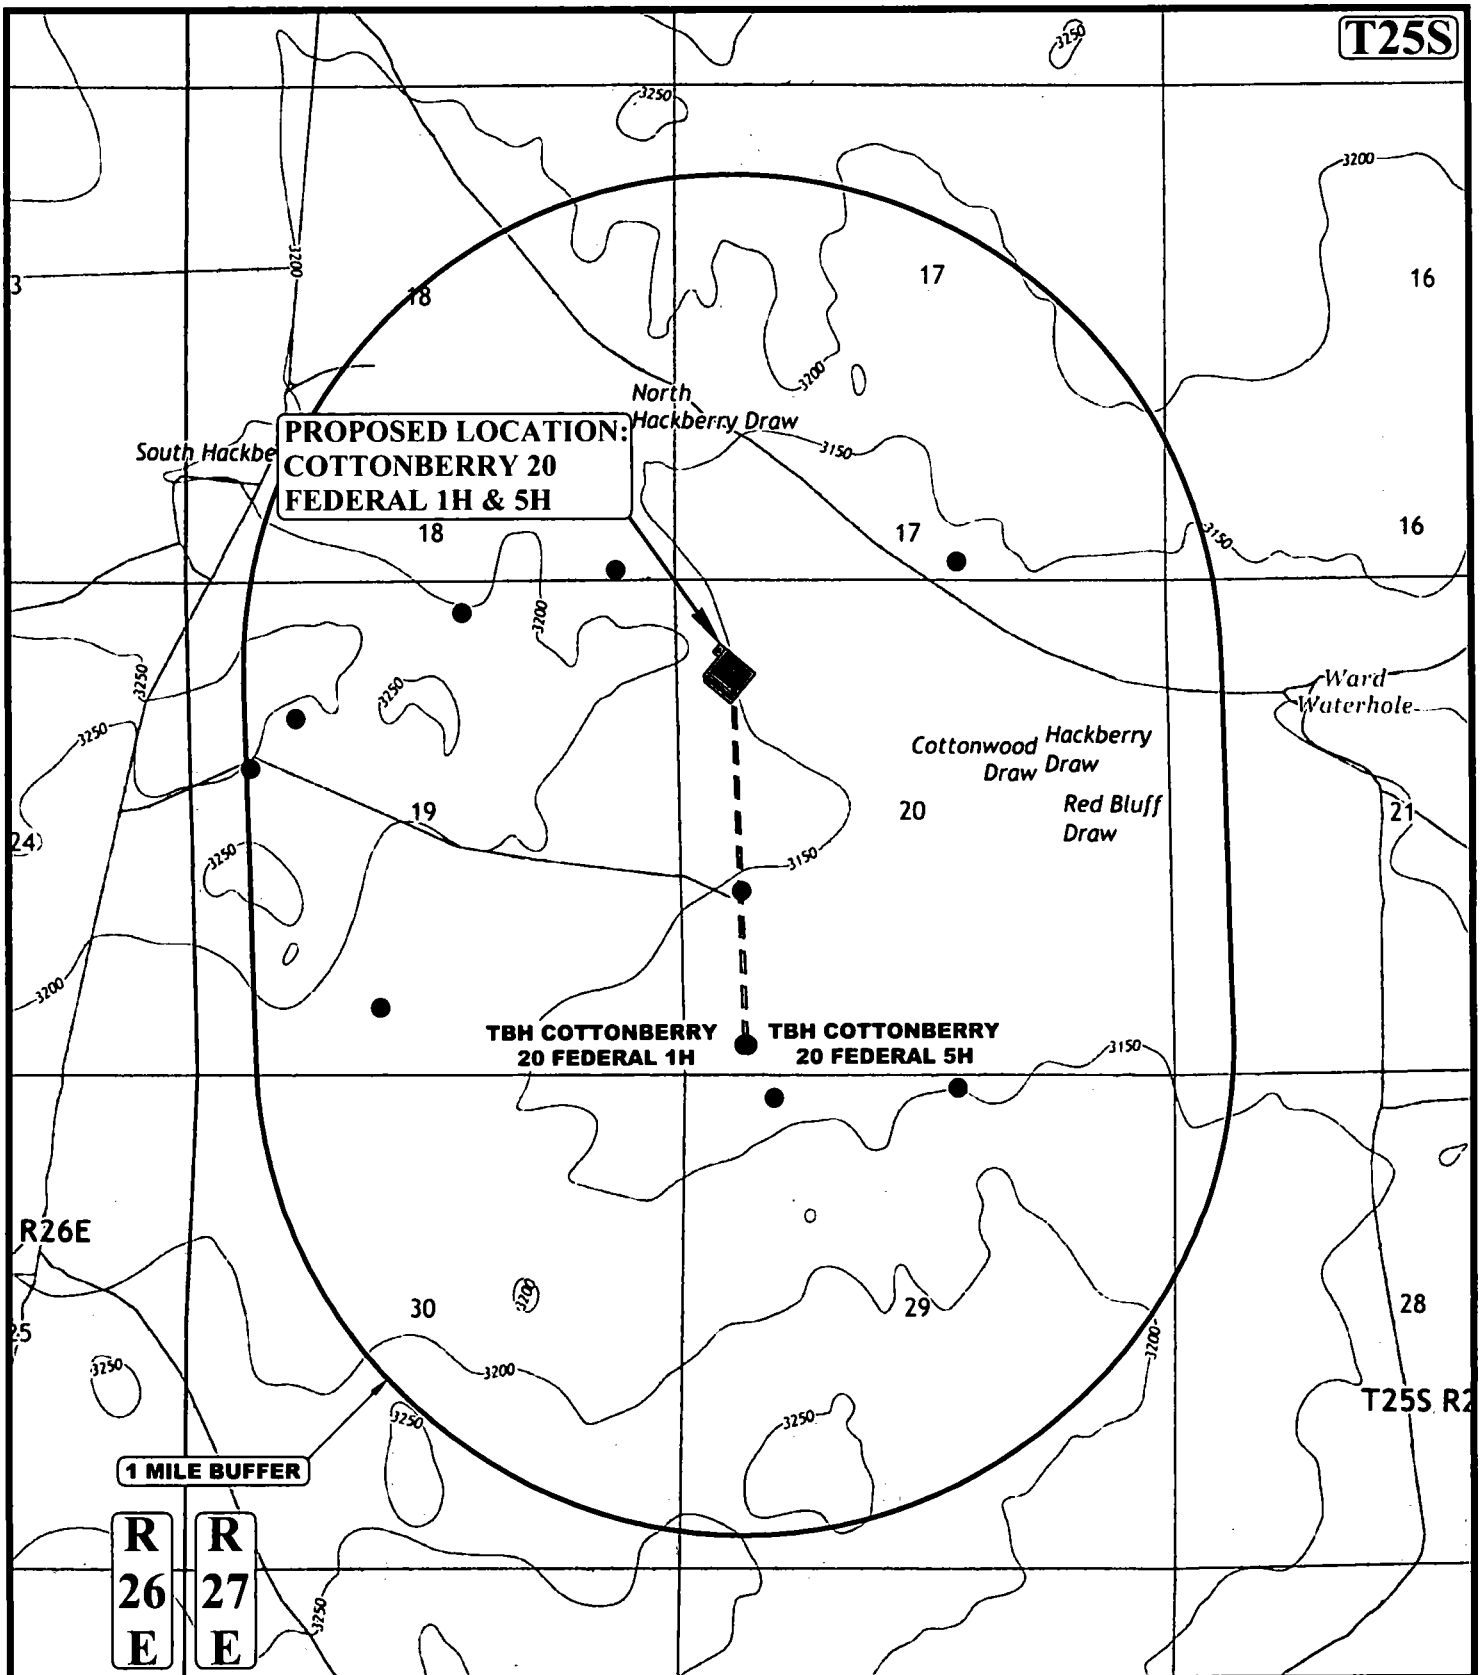 T25S
3250
3250
3200
3200
3
18
17
16
3200
North
Hackberry Draw
PROPOSED LOCATION:
COTTONBERRY 20
FEDERAL 1H & 5H
South Hackbe
3150
18
17
16
3150
3200
3250
3250
3250
Ward
Waterhole
Cottonwood
Draw
Hackberry
Draw
Red Bluff
Draw
19
20
21
24
3250
3150
3200
TBH COTTONBERRY
20 FEDERAL 1H
TBH COTTONBERRY
20 FEDERAL 5H
3150
R26E
3200
30
29
28
25
3200
3250
3200
T25S R2
3250
3250
1 MILE BUFFER
R
26
E
R
27
E
3250